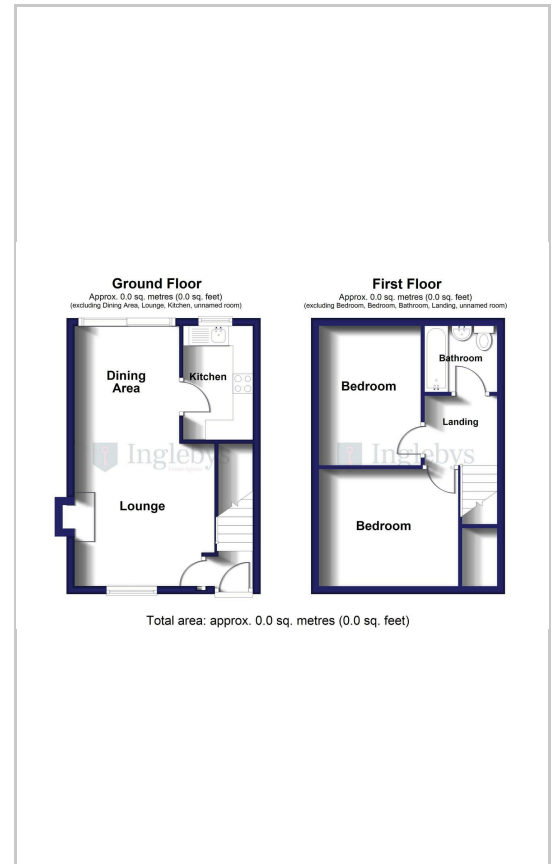 Ground Floor
Approx. 0.0 sq. metres (0.0 sq. feet)
(excluding Dining Area, Lounge, Kitchen, unnamed room)
Dining
Area
Kitchen
Inglebys
Lounge
First Floor
Approx. 0.0 sq. metres (0.0 sq. feet)
(excluding Bedroom, Bedroom, Bathroom, Landing, unnamed room)
Bathroom
Bedroom
Landing
Inglebys
Bedroom
Total area: approx. 0.0 sq. metres (0.0 sq. feet)